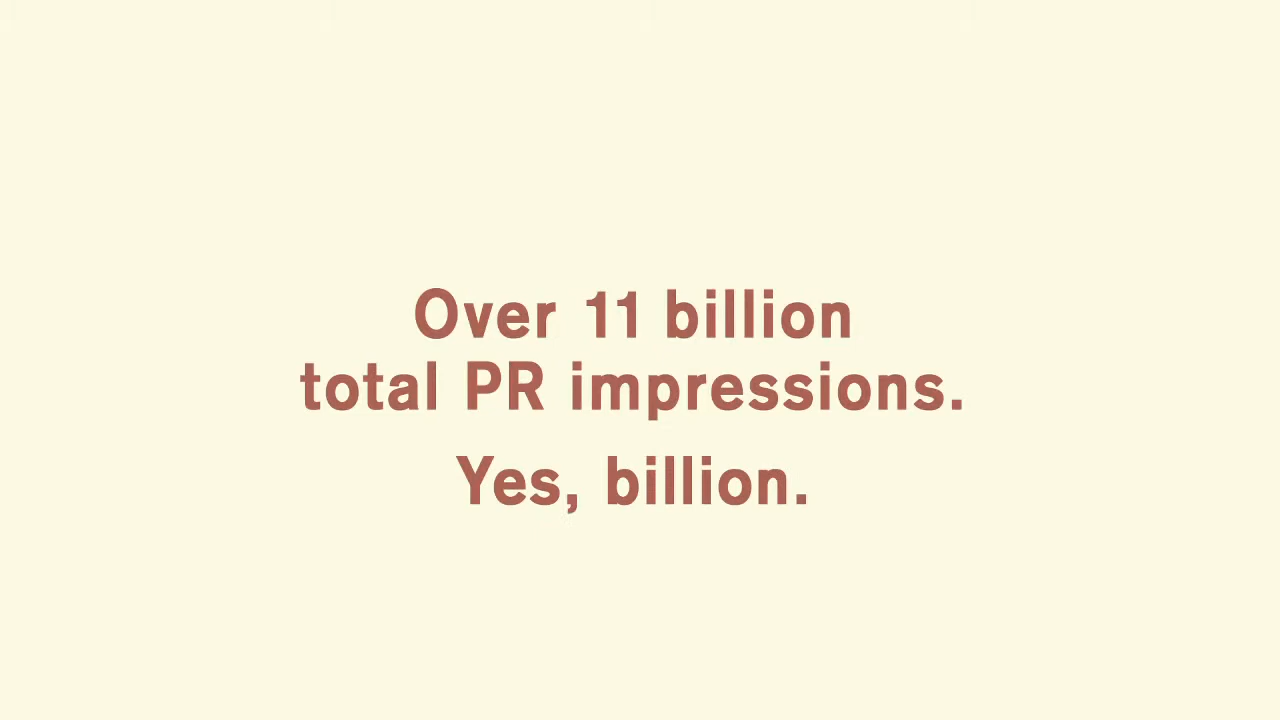 Over 11 billion
total PR impressions.
Yes, billion.